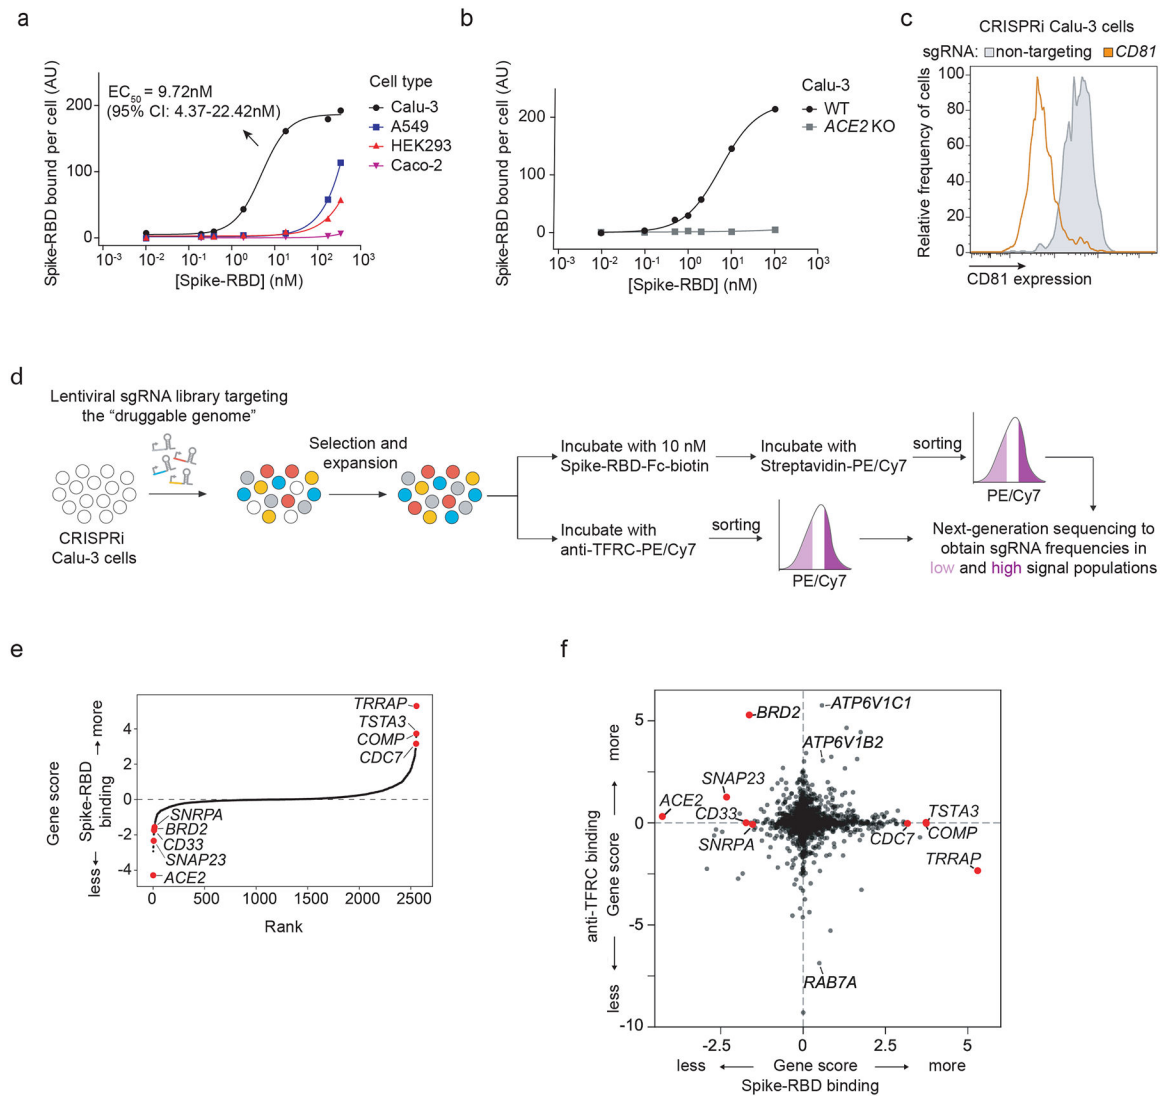 a
Spike-RBD bound per cell (AU)
200
100
0
EC50 = 9.72nM
(95% CI: 4.37-22.42nM)
Cell type
Calu-3
A549
HEK293
Caco-2
10-3 10-2 10-1 100 101 102 103
[Spike-RBD] (nM)
b
Spike-RBD bound per cell (AU)
200
100
0
Calu-3
WT
ACE2 KO
10-3 10-2 10-1 100 101 102 103
[Spike-RBD] (nM)
c
CRISPRi Calu-3 cells
sgRNA: non-targeting CD81
Relative frequency of cells
100
80
60
40
20
0
CD81 expression
d
Lentiviral sgRNA library targeting
the “druggable genome”
CRISPRi
Calu-3 cells
Selection and
expansion
Incubate with 10 nM
Spike-RBD-Fc-biotin
Incubate with
Streptavidin-PE/Cy7
sorting
PE/Cy7
Incubate with
anti-TFRC-PE/Cy7
sorting
PE/Cy7
Next-generation sequencing to
obtain sgRNA frequencies in
low and high signal populations
e
Gene score
Spike-RBD
binding
less
more
4
2
0
-2
-4
TRRAP
TSTA3
COMP
CDC7
SNRPA
BRD2
CD33
SNAP23
ACE2
0 500 1000 1500 2000 2500
Rank
f
anti-TFRC binding
Gene score
less
more
5
0
-5
-10
BRD2
ATP6V1C1
ATP6V1B2
SNAP23
ACE2
CD33
SNRPA
TSTA3
CDC7
COMP
TRRAP
RAB7A
-2.5 0 2.5 5
less Gene score more
Spike-RBD binding